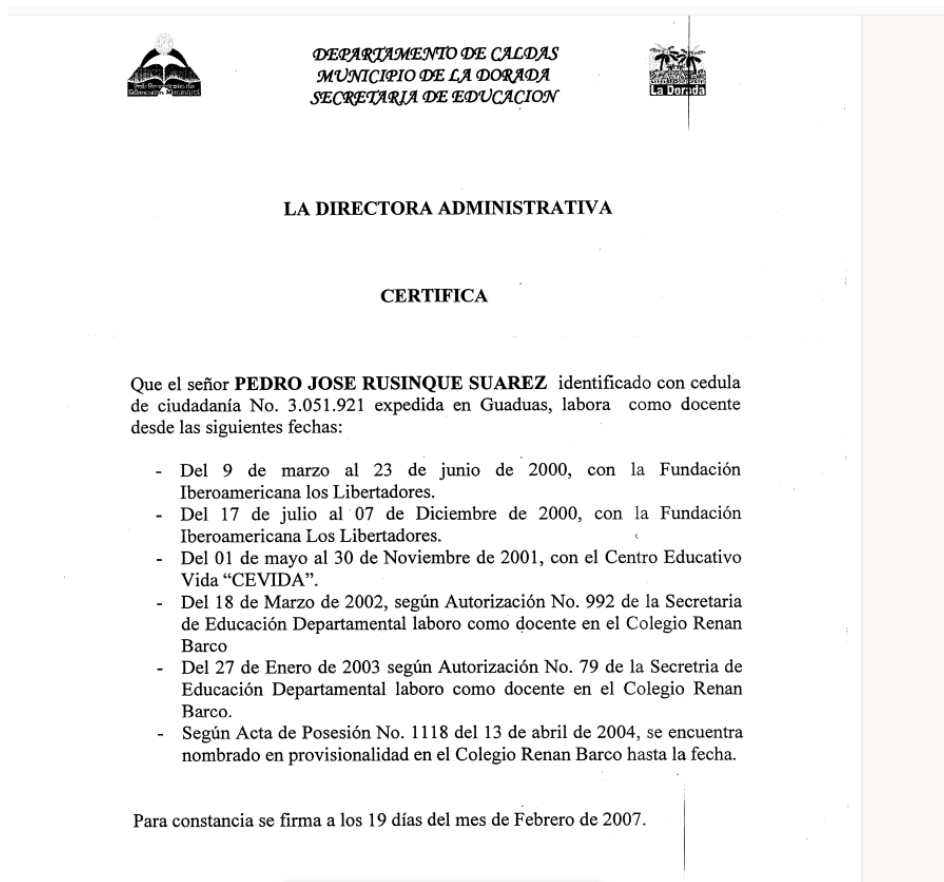 DEPARTAMENTO DE CALDAS
MUNICIPIO DE LA DORADA
SECRETARIA DE EDUCACION
La Dorada
LA DIRECTORA ADMINISTRATIVA
CERTIFICA
Que el señor PEDRO JOSE RUSINQUE SUAREZ identificado con cedula
de ciudadanía No. 3.051.921 expedida en Guaduas, labora como docente
desde las siguientes fechas:
- Del 9 de marzo al 23 de junio de 2000, con la Fundación
Iberoamericana los Libertadores.
- Del 17 de julio al 07 de Diciembre de 2000, con la Fundación
Iberoamericana Los Libertadores.
- Del 01 de mayo al 30 de Noviembre de 2001, con el Centro Educativo
Vida “CEVIDA”.
- Del 18 de Marzo de 2002, según Autorización No. 992 de la Secretaria
de Educación Departamental laboro como docente en el Colegio Renan
Barco
- Del 27 de Enero de 2003 según Autorización No. 79 de la Secretria de
Educación Departamental laboro como docente en el Colegio Renan
Barco.
- Según Acta de Posesión No. 1118 del 13 de abril de 2004, se encuentra
nombrado en provisionalidad en el Colegio Renan Barco hasta la fecha.
Para constancia se firma a los 19 días del mes de Febrero de 2007.